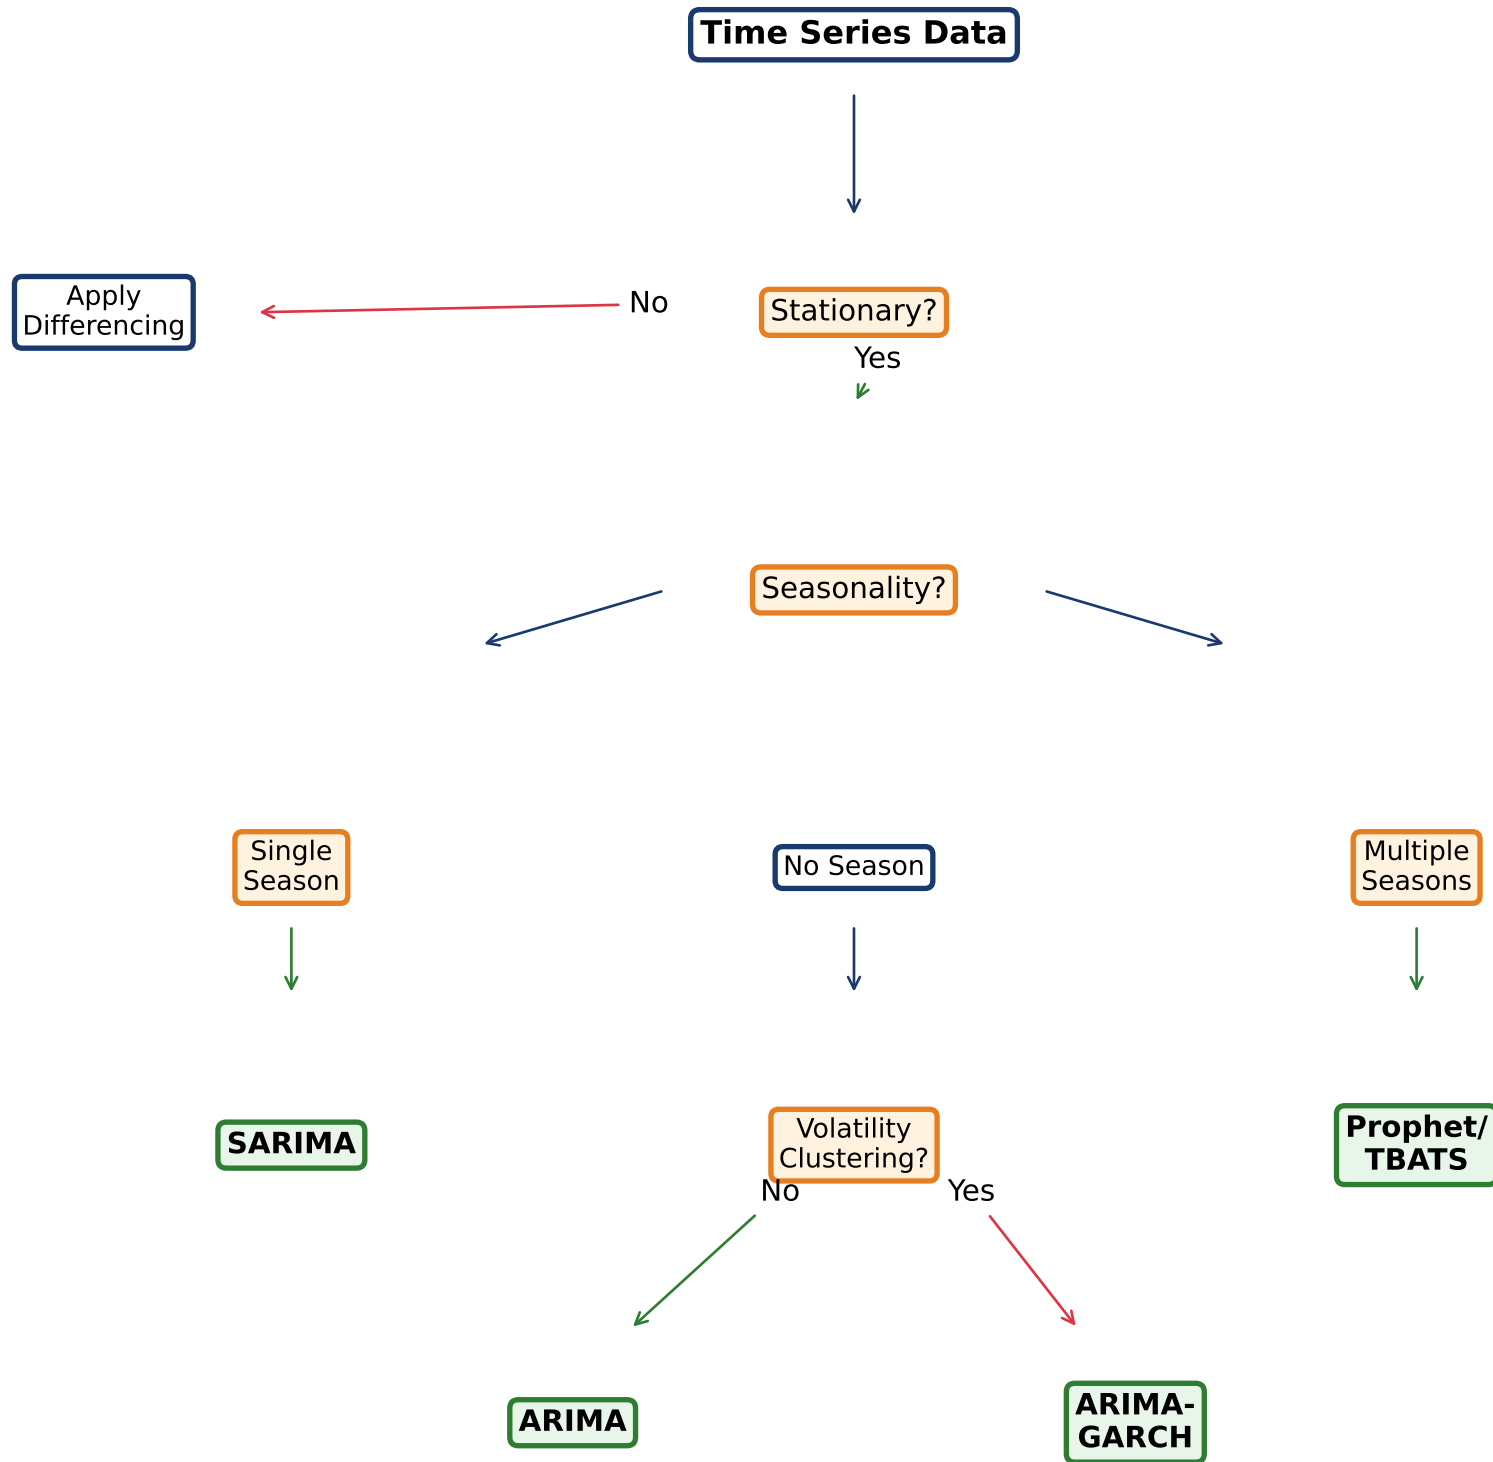 Time Series Data
Apply
Differencing
No
Stationary?
Yes
Seasonality?
Single
Season
No Season
Multiple
Seasons
SARIMA
Volatility
Clustering?
Prophet/
TBATS
No
Yes
ARIMA
ARIMA-
GARCH